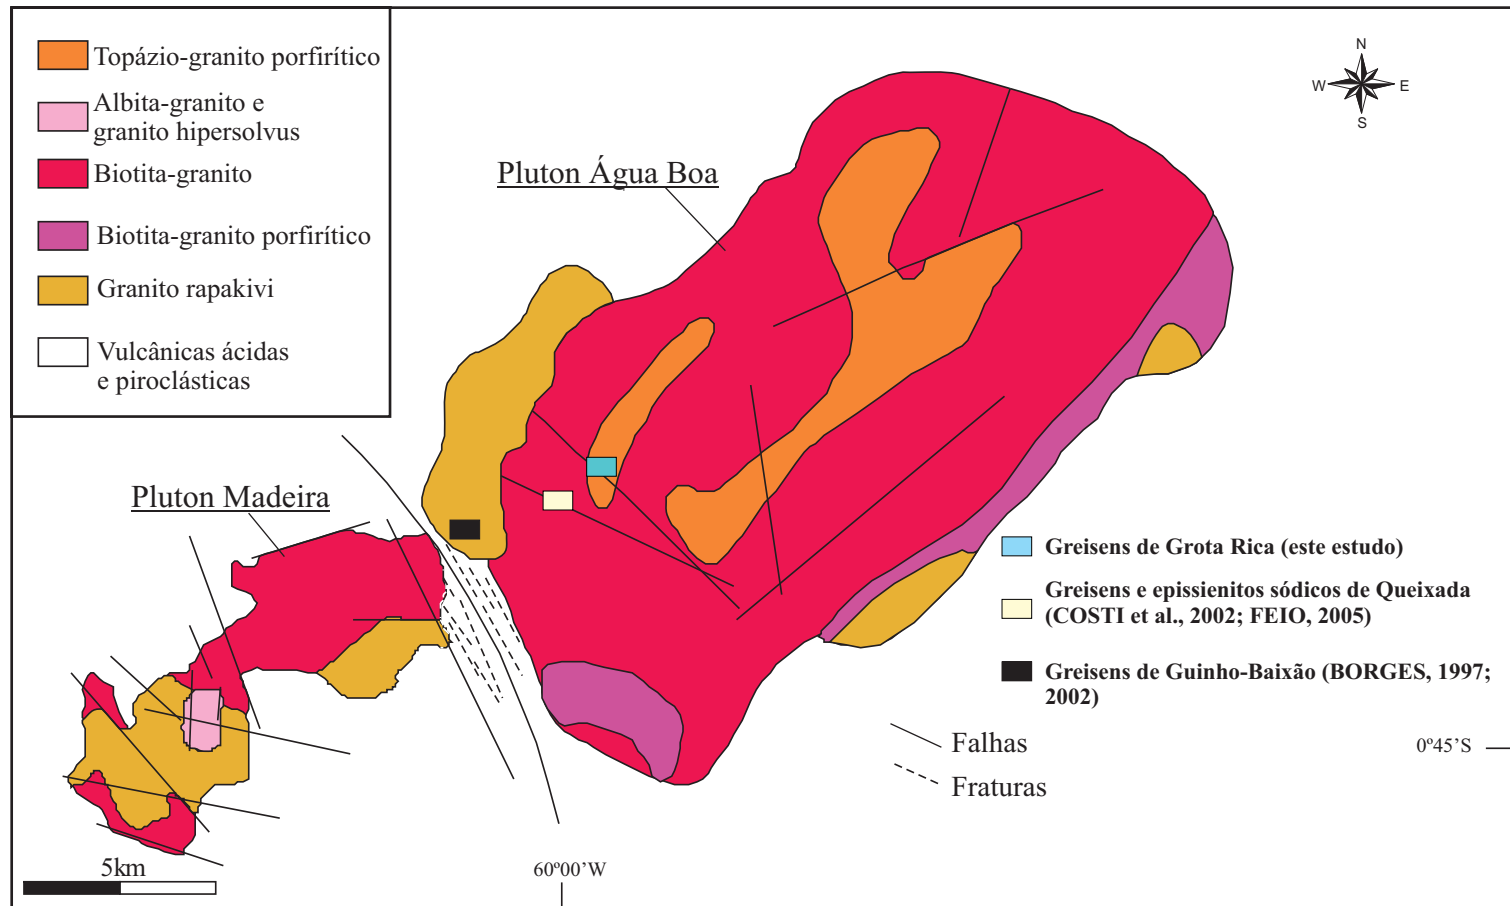 Topázio-granito porfirítico
Albita-granito e
granito hipersolvus
Biotita-granito
Biotita-granito porfirítico
Granito rapakivi
Vulcânicas ácidas
e piroclásticas
N
W
E
S
Pluton Água Boa
Pluton Madeira
Greisens de Grota Rica (este estudo)
Greisens e epissienitos sódicos de Queixada
(COSTI et al., 2002; FEIO, 2005)
Greisens de Guinho-Baixão (BORGES, 1997;
2002)
Falhas
Fraturas
0º45’S
5km
60º00’W